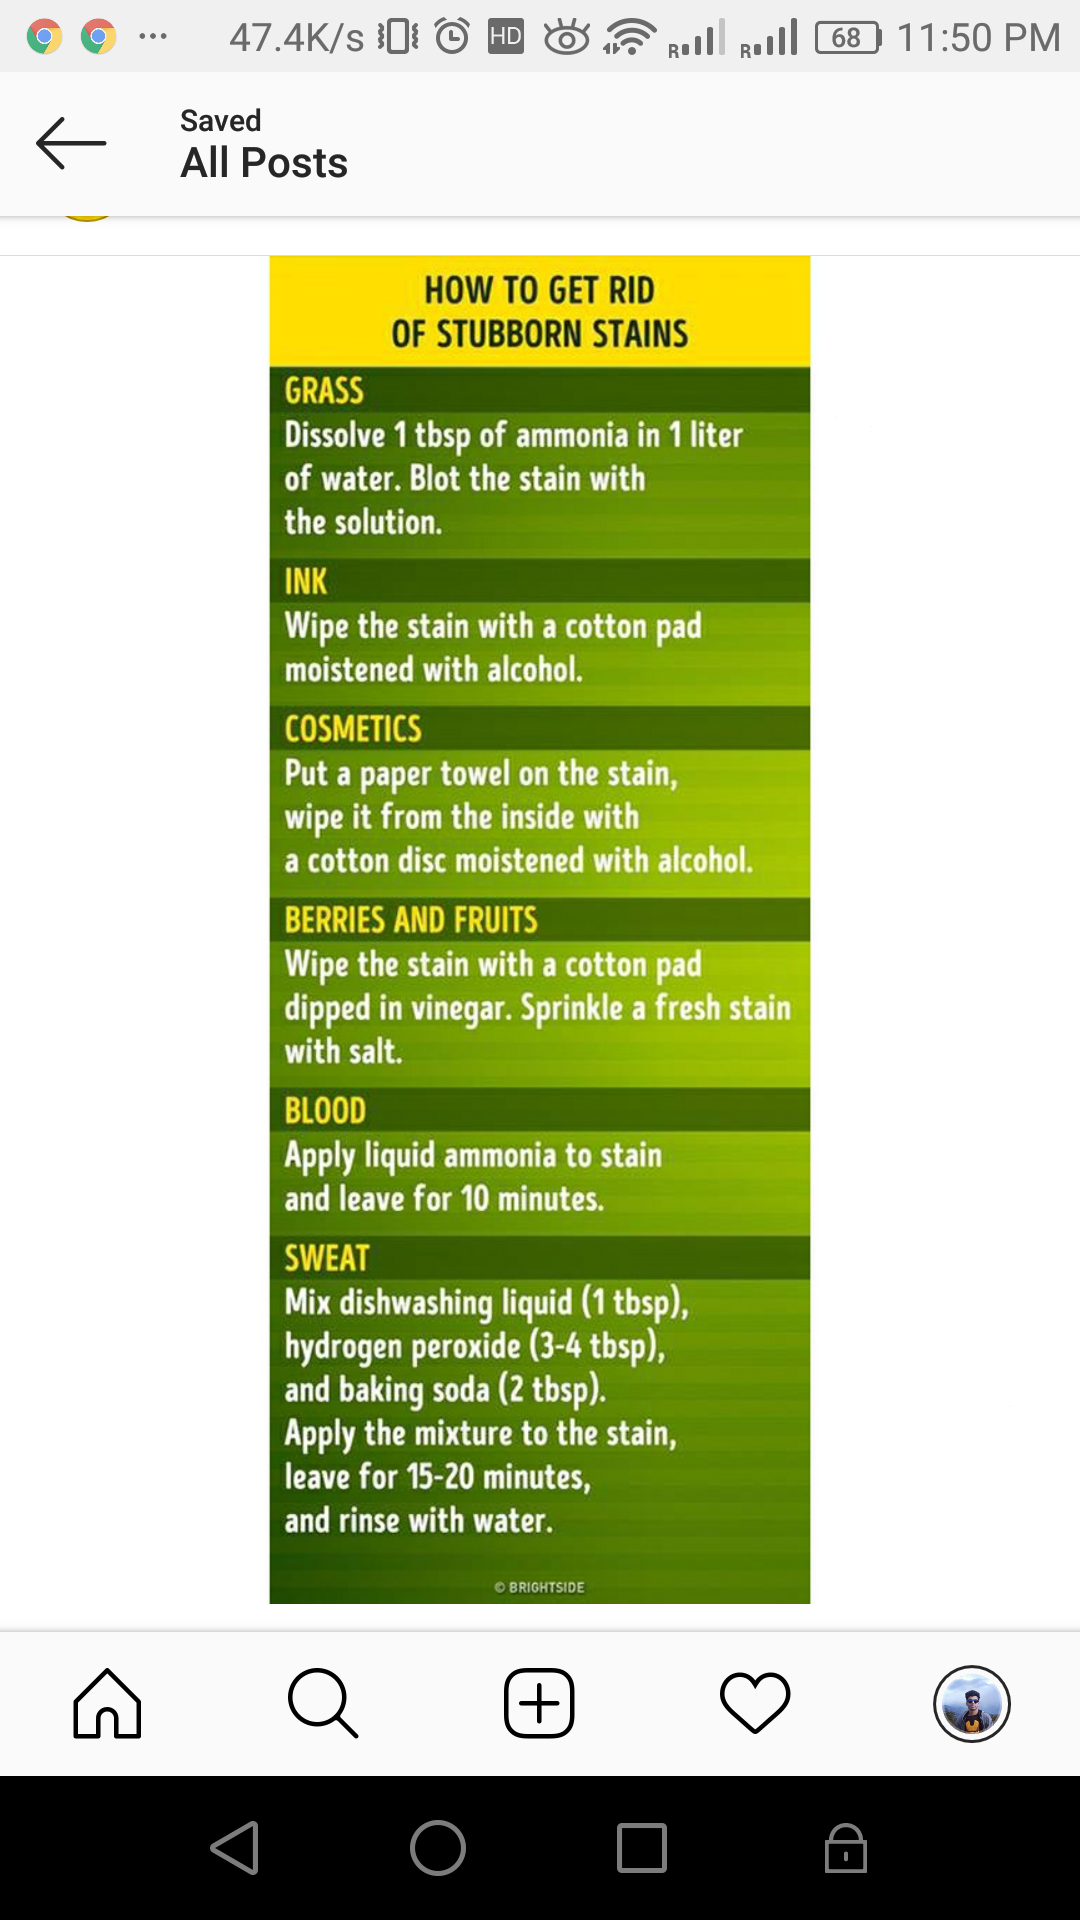 47.4K/s HD R R 68 11:50 PM
Saved
All Posts
HOW TO GET RID
OF STUBBORN STAINS
GRASS
Dissolve 1 tbsp of ammonia in 1 liter
of water. Blot the stain with
the solution.
INK
Wipe the stain with a cotton pad
moistened with alcohol.
COSMETICS
Put a paper towel on the stain,
wipe it from the inside with
a cotton disc moistened with alcohol.
BERRIES AND FRUITS
Wipe the stain with a cotton pad
dipped in vinegar. Sprinkle a fresh stain
with salt.
BLOOD
Apply liquid ammonia to stain
and leave for 10 minutes.
SWEAT
Mix dishwashing liquid (1 tbsp),
hydrogen peroxide (3-4 tbsp),
and baking soda (2 tbsp).
Apply the mixture to the stain,
leave for 15-20 minutes,
and rinse with water.
© BRIGHTSIDE